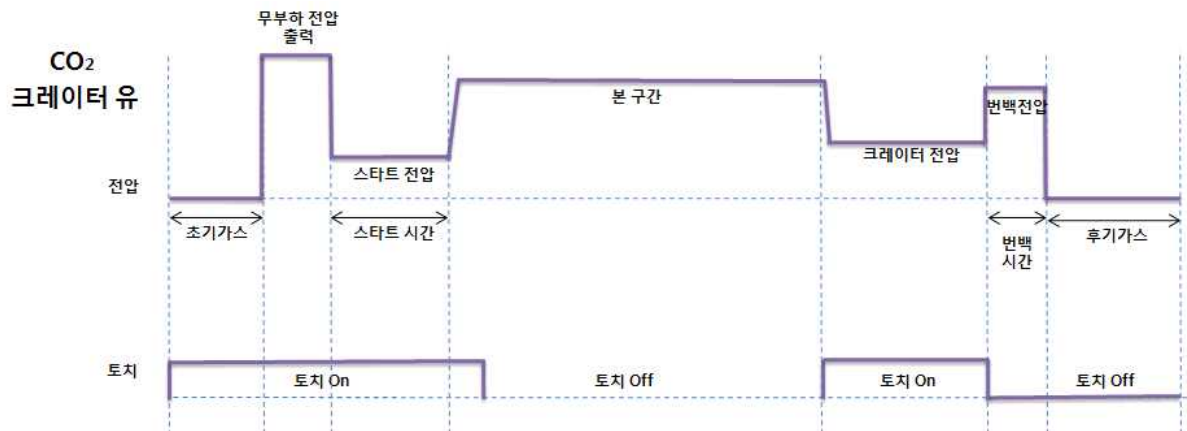 무부하 전압
출력
CO₂
크레이터 유
본 구간
번백전압
스타트 전압
크레이터 전압
전압
초기가스
스타트 시간
번백
시간
후기가스
토치
토치 On
토치 Off
토치 On
토치 Off